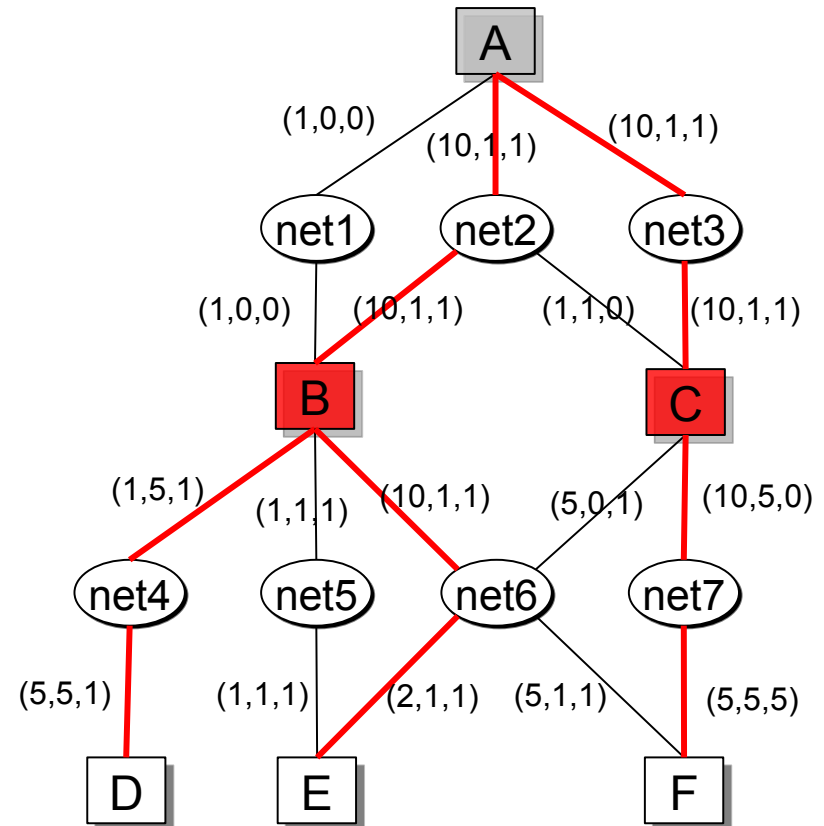 A
(1,0,0)
(10,1,1)
(10,1,1)
net1
net2
net3
(1,0,0)
(10,1,1)
(1,1,0)
(10,1,1)
B
C
(1,5,1)
(1,1,1)
(10,1,1)
(5,0,1)
(10,5,0)
net4
net5
net6
net7
(5,5,1)
(1,1,1)
(2,1,1)
(5,1,1)
(5,5,5)
D
E
F